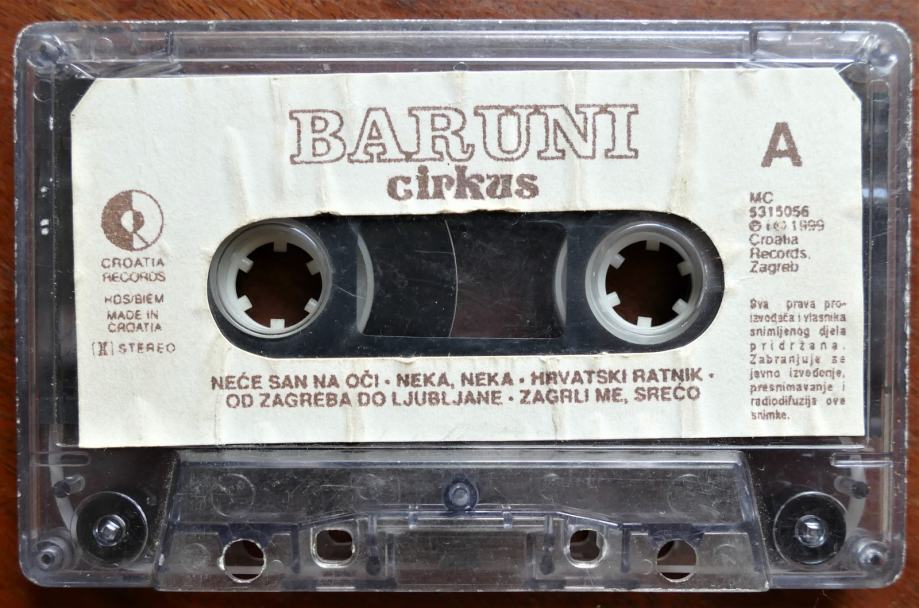 BARUNI
cirkus
A
CROATIA
RECORDS
HDS/BIEM
MADE IN
CROATIA
STEREO
MC
5315056
℗ i © 1999
Croatia
Records,
Zagreb
Sva prava pro-
izvođača i vlasnika
snimljenog djela
pridržana.
Zabranjuje se
javno izvođenje,
presnimavanje i
radiodifuzija ove
snimke.
NEĆE SAN NA OČI · NEKA, NEKA · HRVATSKI RATNIK ·
OD ZAGREBA DO LJUBLJANE · ZAGRLI ME, SREĆO